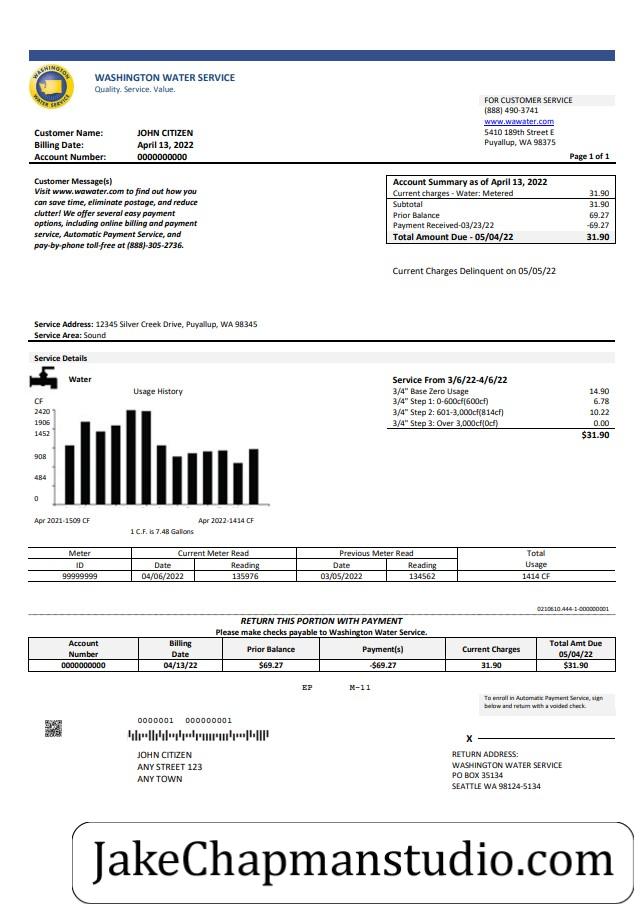 WASHINGTON
WATER SERVICE
WASHINGTON WATER SERVICE
Quality. Service. Value.
FOR CUSTOMER SERVICE
(888) 490-3741
www.wawater.com
5410 189th Street E
Puyallup, WA 98375
Customer Name: JOHN CITIZEN
Billing Date: April 13, 2022
Account Number: 0000000000
Page 1 of 1
Customer Message(s)
Visit www.wawater.com to find out how you
can save time, eliminate postage, and reduce
clutter! We offer several easy payment
options, including online billing and payment
service, Automatic Payment Service, and
pay-by-phone toll-free at (888)-305-2736.
Account Summary as of April 13, 2022
Current charges - Water: Metered 31.90
Subtotal 31.90
Prior Balance 69.27
Payment Received-03/23/22 -69.27
Total Amount Due - 05/04/22 31.90
Current Charges Delinquent on 05/05/22
Service Address: 12345 Silver Creek Drive, Puyallup, WA 98345
Service Area: Sound
Service Details
Water
Usage History
CF
2420
1906
1452
908
484
0
Apr 2021-1509 CF Apr 2022-1414 CF
1 C.F. is 7.48 Gallons
Service From 3/6/22-4/6/22
3/4" Base Zero Usage 14.90
3/4" Step 1: 0-600cf(600cf) 6.78
3/4" Step 2: 601-3,000cf(814cf) 10.22
3/4" Step 3: Over 3,000cf(0cf) 0.00
$31.90
Meter Current Meter Read Previous Meter Read Total
ID Date Reading Date Reading Usage
99999999 04/06/2022 135976 03/05/2022 134562 1414 CF
0210610.444-1-000000001
RETURN THIS PORTION WITH PAYMENT
Please make checks payable to Washington Water Service.
Account Billing Prior Balance Payment(s) Current Charges Total Amt Due
Number Date 05/04/22
0000000000 04/13/22 $69.27 -$69.27 31.90 $31.90
EP M-11
To enroll in Automatic Payment Service, sign
below and return with a voided check.
0000001 000000001
X
JOHN CITIZEN
ANY STREET 123
ANY TOWN
RETURN ADDRESS:
WASHINGTON WATER SERVICE
PO BOX 35134
SEATTLE WA 98124-5134
JakeChapmanstudio.com